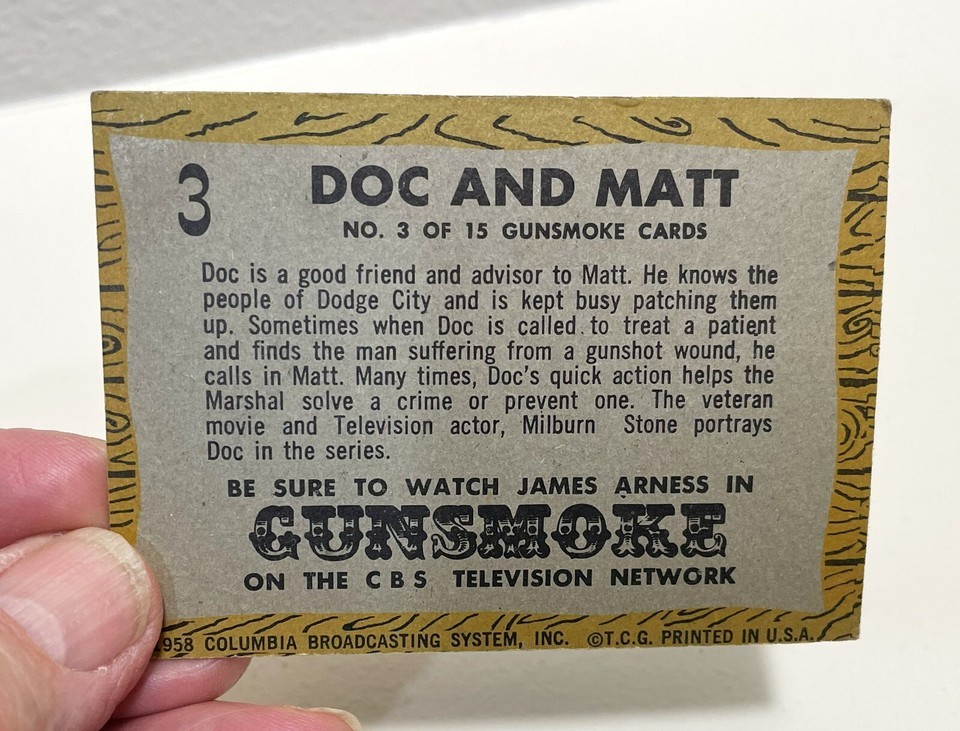 3
DOC AND MATT
NO. 3 OF 15 GUNSMOKE CARDS
Doc is a good friend and advisor to Matt. He knows the
people of Dodge City and is kept busy patching them
up. Sometimes when Doc is called to treat a patient
and finds the man suffering from a gunshot wound, he
calls in Matt. Many times, Doc's quick action helps the
Marshal solve a crime or prevent one. The veteran
movie and Television actor, Milburn Stone portrays
Doc in the series.
BE SURE TO WATCH JAMES ARNESS IN
GUNSMOKE
ON THE CBS TELEVISION NETWORK
958 COLUMBIA BROADCASTING SYSTEM, INC. ©T.C.G. PRINTED IN U.S.A.